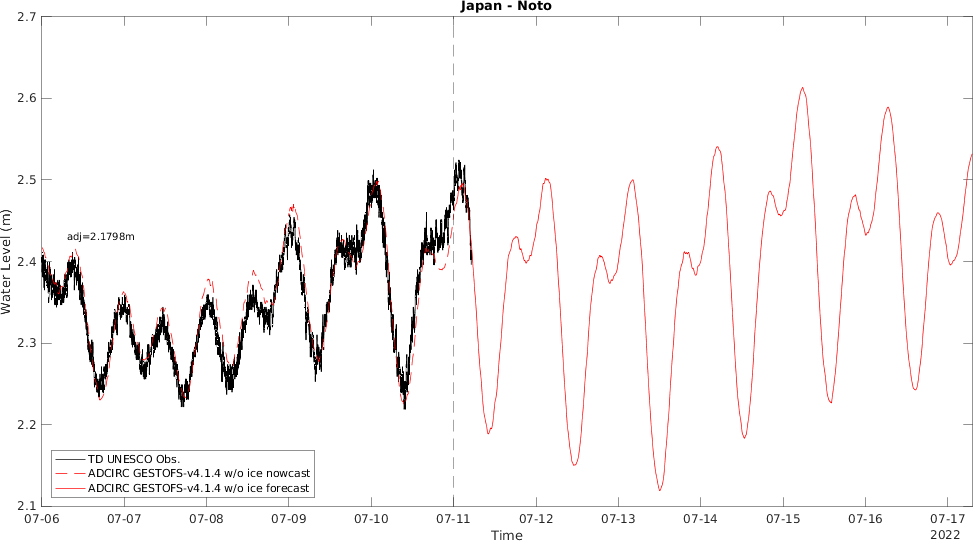 Japan - Noto
2.7
2.6
2.5
2.4
2.3
2.2
2.1
Water Level (m)
adj=2.1798m
TD UNESCO Obs.
ADCIRC GESTOFS-v4.1.4 w/o ice nowcast
ADCIRC GESTOFS-v4.1.4 w/o ice forecast
07-06 07-07 07-08 07-09 07-10 07-11 07-12 07-13 07-14 07-15 07-16 07-17
Time
2022